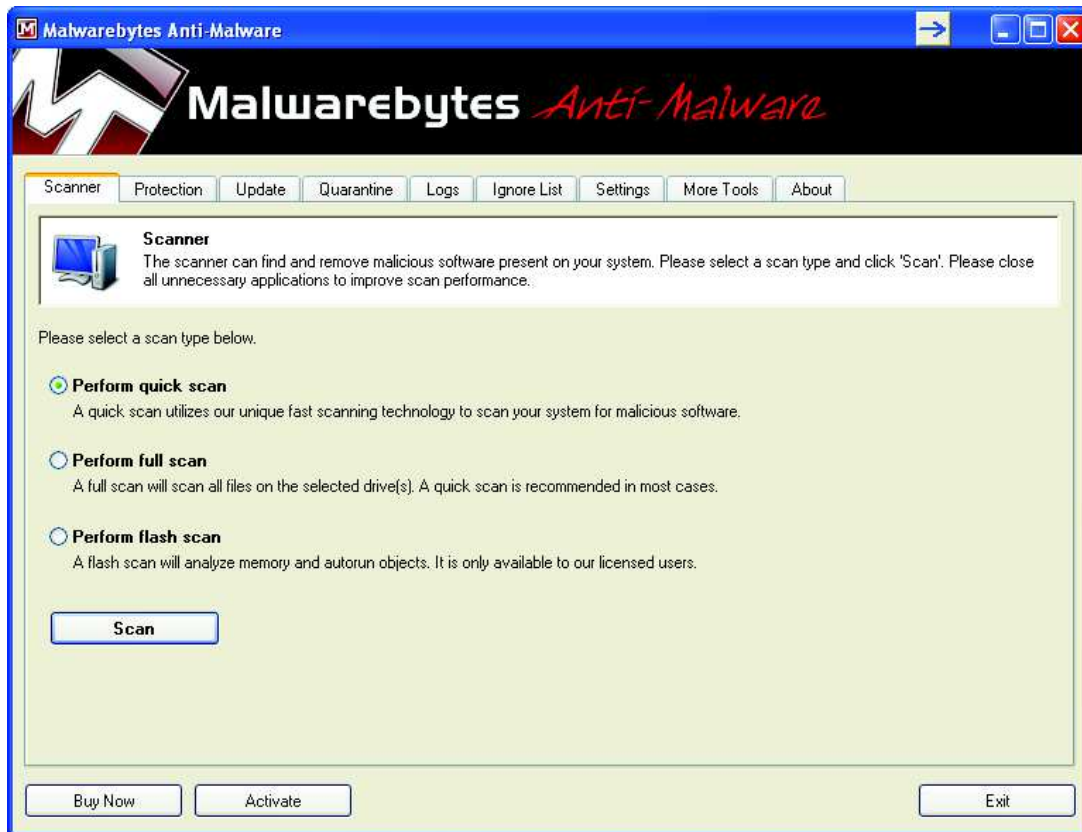 Malwarebytes Anti-Malware
Malwarebytes Anti-Malware
Scanner Protection Update Quarantine Logs Ignore List Settings More Tools About
Scanner
The scanner can find and remove malicious software present on your system. Please select a scan type and click 'Scan'. Please close
all unnecessary applications to improve scan performance.
Please select a scan type below.
Perform quick scan
A quick scan utilizes our unique fast scanning technology to scan your system for malicious software.
Perform full scan
A full scan will scan all files on the selected drive(s). A quick scan is recommended in most cases.
Perform flash scan
A flash scan will analyze memory and autorun objects. It is only available to our licensed users.
Scan
Buy Now Activate Exit